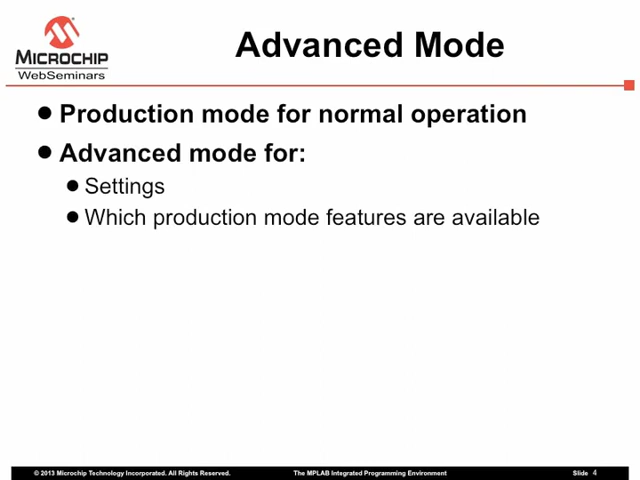 MICROCHIP
WebSeminars
Advanced Mode
● Production mode for normal operation
● Advanced mode for:
● Settings
● Which production mode features are available
© 2013 Microchip Technology Incorporated. All Rights Reserved. The MPLAB Integrated Programming Environment Slide 4